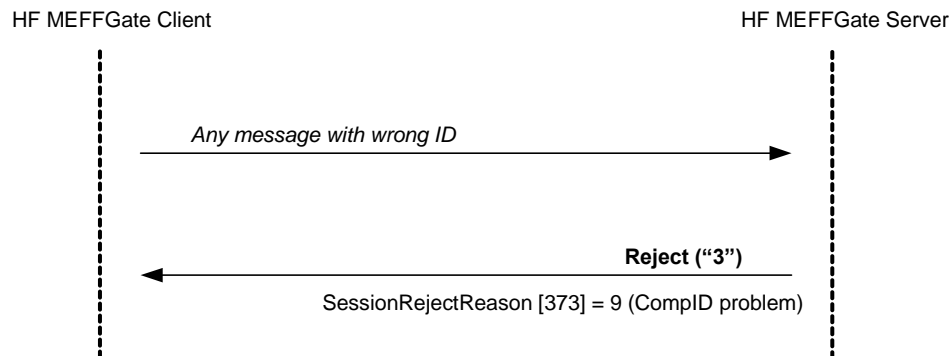 HF MEFFGate Client
HF MEFFGate Server
Any message with wrong ID
Reject (“3”)
SessionRejectReason [373] = 9 (CompID problem)